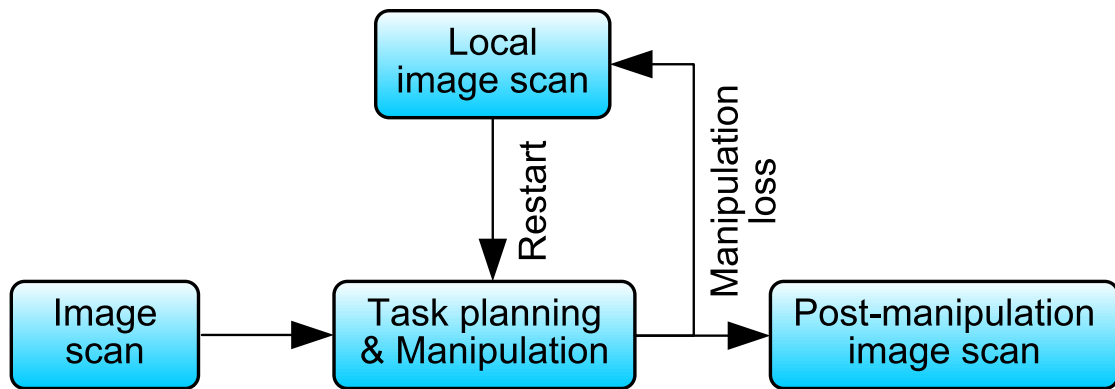 Local
image scan
Restart
Manipulation
loss
Image
scan
Task planning
& Manipulation
Post-manipulation
image scan